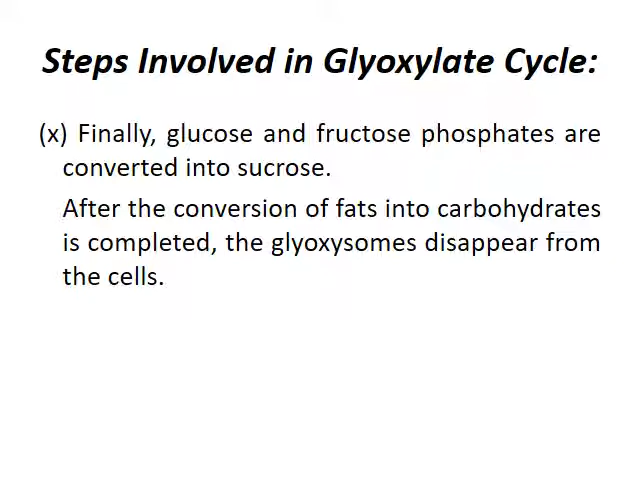 Steps Involved in Glyoxylate Cycle:
(x) Finally, glucose and fructose phosphates are
converted into sucrose.
After the conversion of fats into carbohydrates
is completed, the glyoxysomes disappear from
the cells.